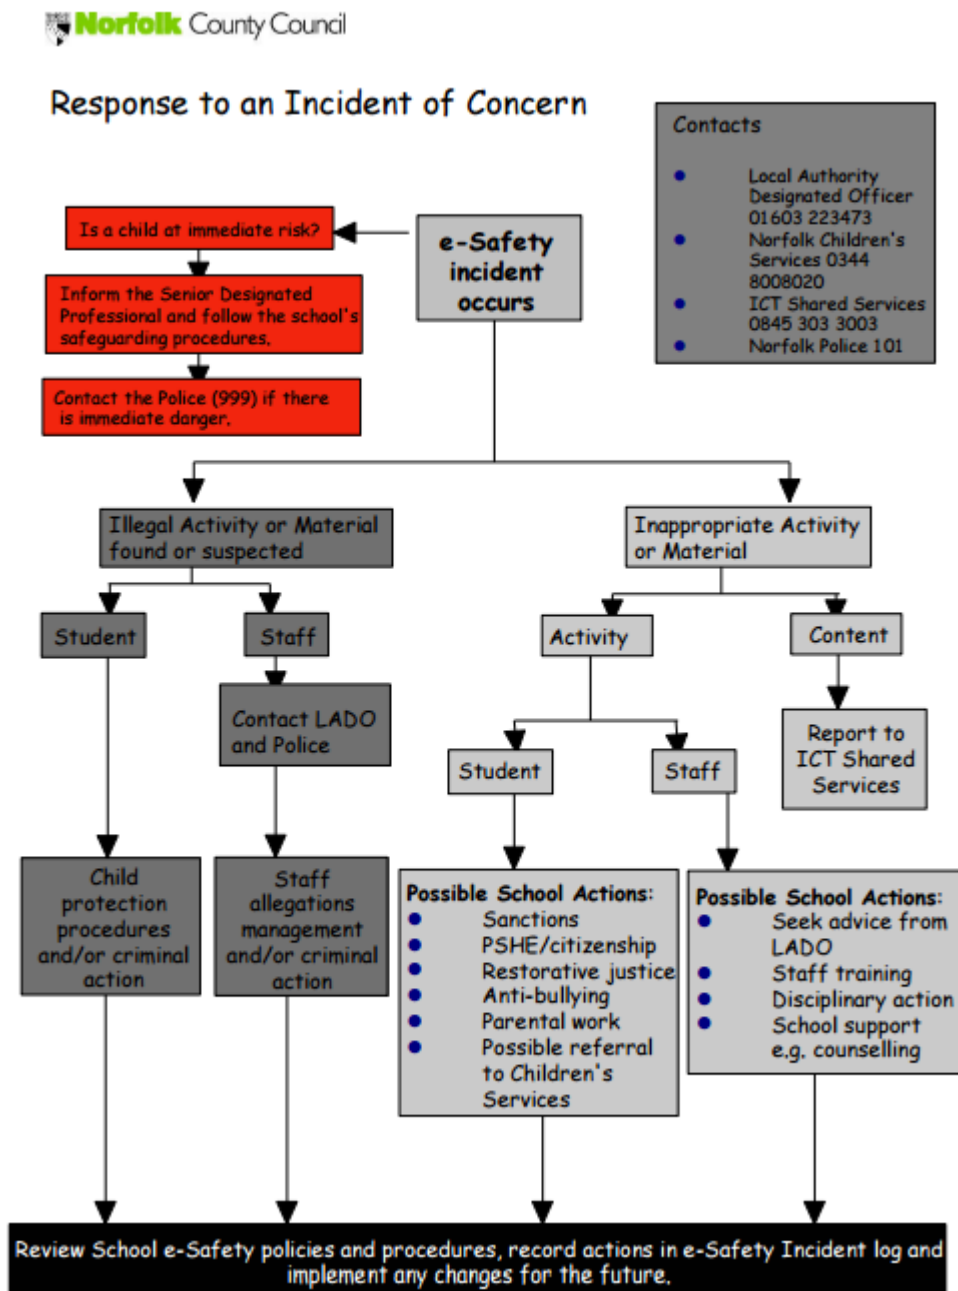 Norfolk County Council
Response to an Incident of Concern
Contacts
Local Authority
Designated Officer
01603 223473
Norfolk Children's
Services 0344
8008020
ICT Shared Services
0845 303 3003
Norfolk Police 101
Is a child at immediate risk?
e-Safety
incident
occurs
Inform the Senior Designated
Professional and follow the school's
safeguarding procedures.
Contact the Police (999) if there
is immediate danger.
Illegal Activity or Material
found or suspected
Inappropriate Activity
or Material
Student
Staff
Activity
Content
Contact LADO
and Police
Report to
ICT Shared
Services
Student
Staff
Child
protection
procedures
and/or criminal
action
Staff
allegations
management
and/or criminal
action
Possible School Actions:
Sanctions
PSHE/citizenship
Restorative justice
Anti-bullying
Parental work
Possible referral
to Children's
Services
Possible School Actions:
Seek advice from
LADO
Staff training
Disciplinary action
School support
e.g. counselling
Review School e-Safety policies and procedures, record actions in e-Safety Incident log and
implement any changes for the future.